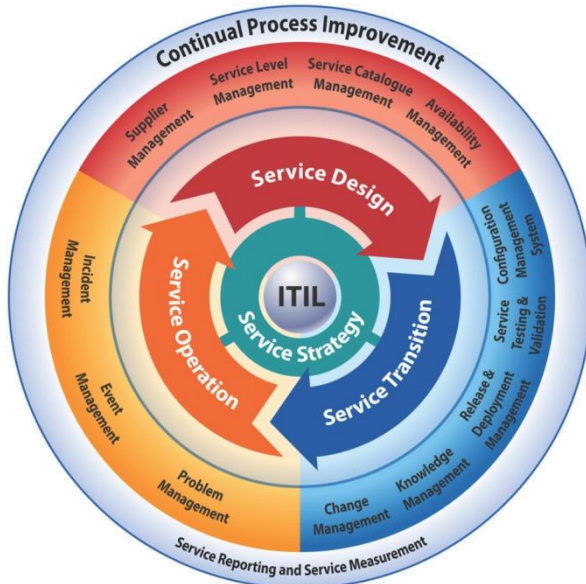 Continual Process Improvement
Supplier
Management
Service Level
Management
Service Catalogue
Management
Availability
Management
Configuration
Management
System
Service
Testing &
Validation
Release &
Deployment
Management
Knowledge
Management
Change
Management
Problem
Management
Event
Management
Incident
Management
Service Design
Service Transition
Service Operation
Service Strategy
ITIL
Service Reporting and Service Measurement